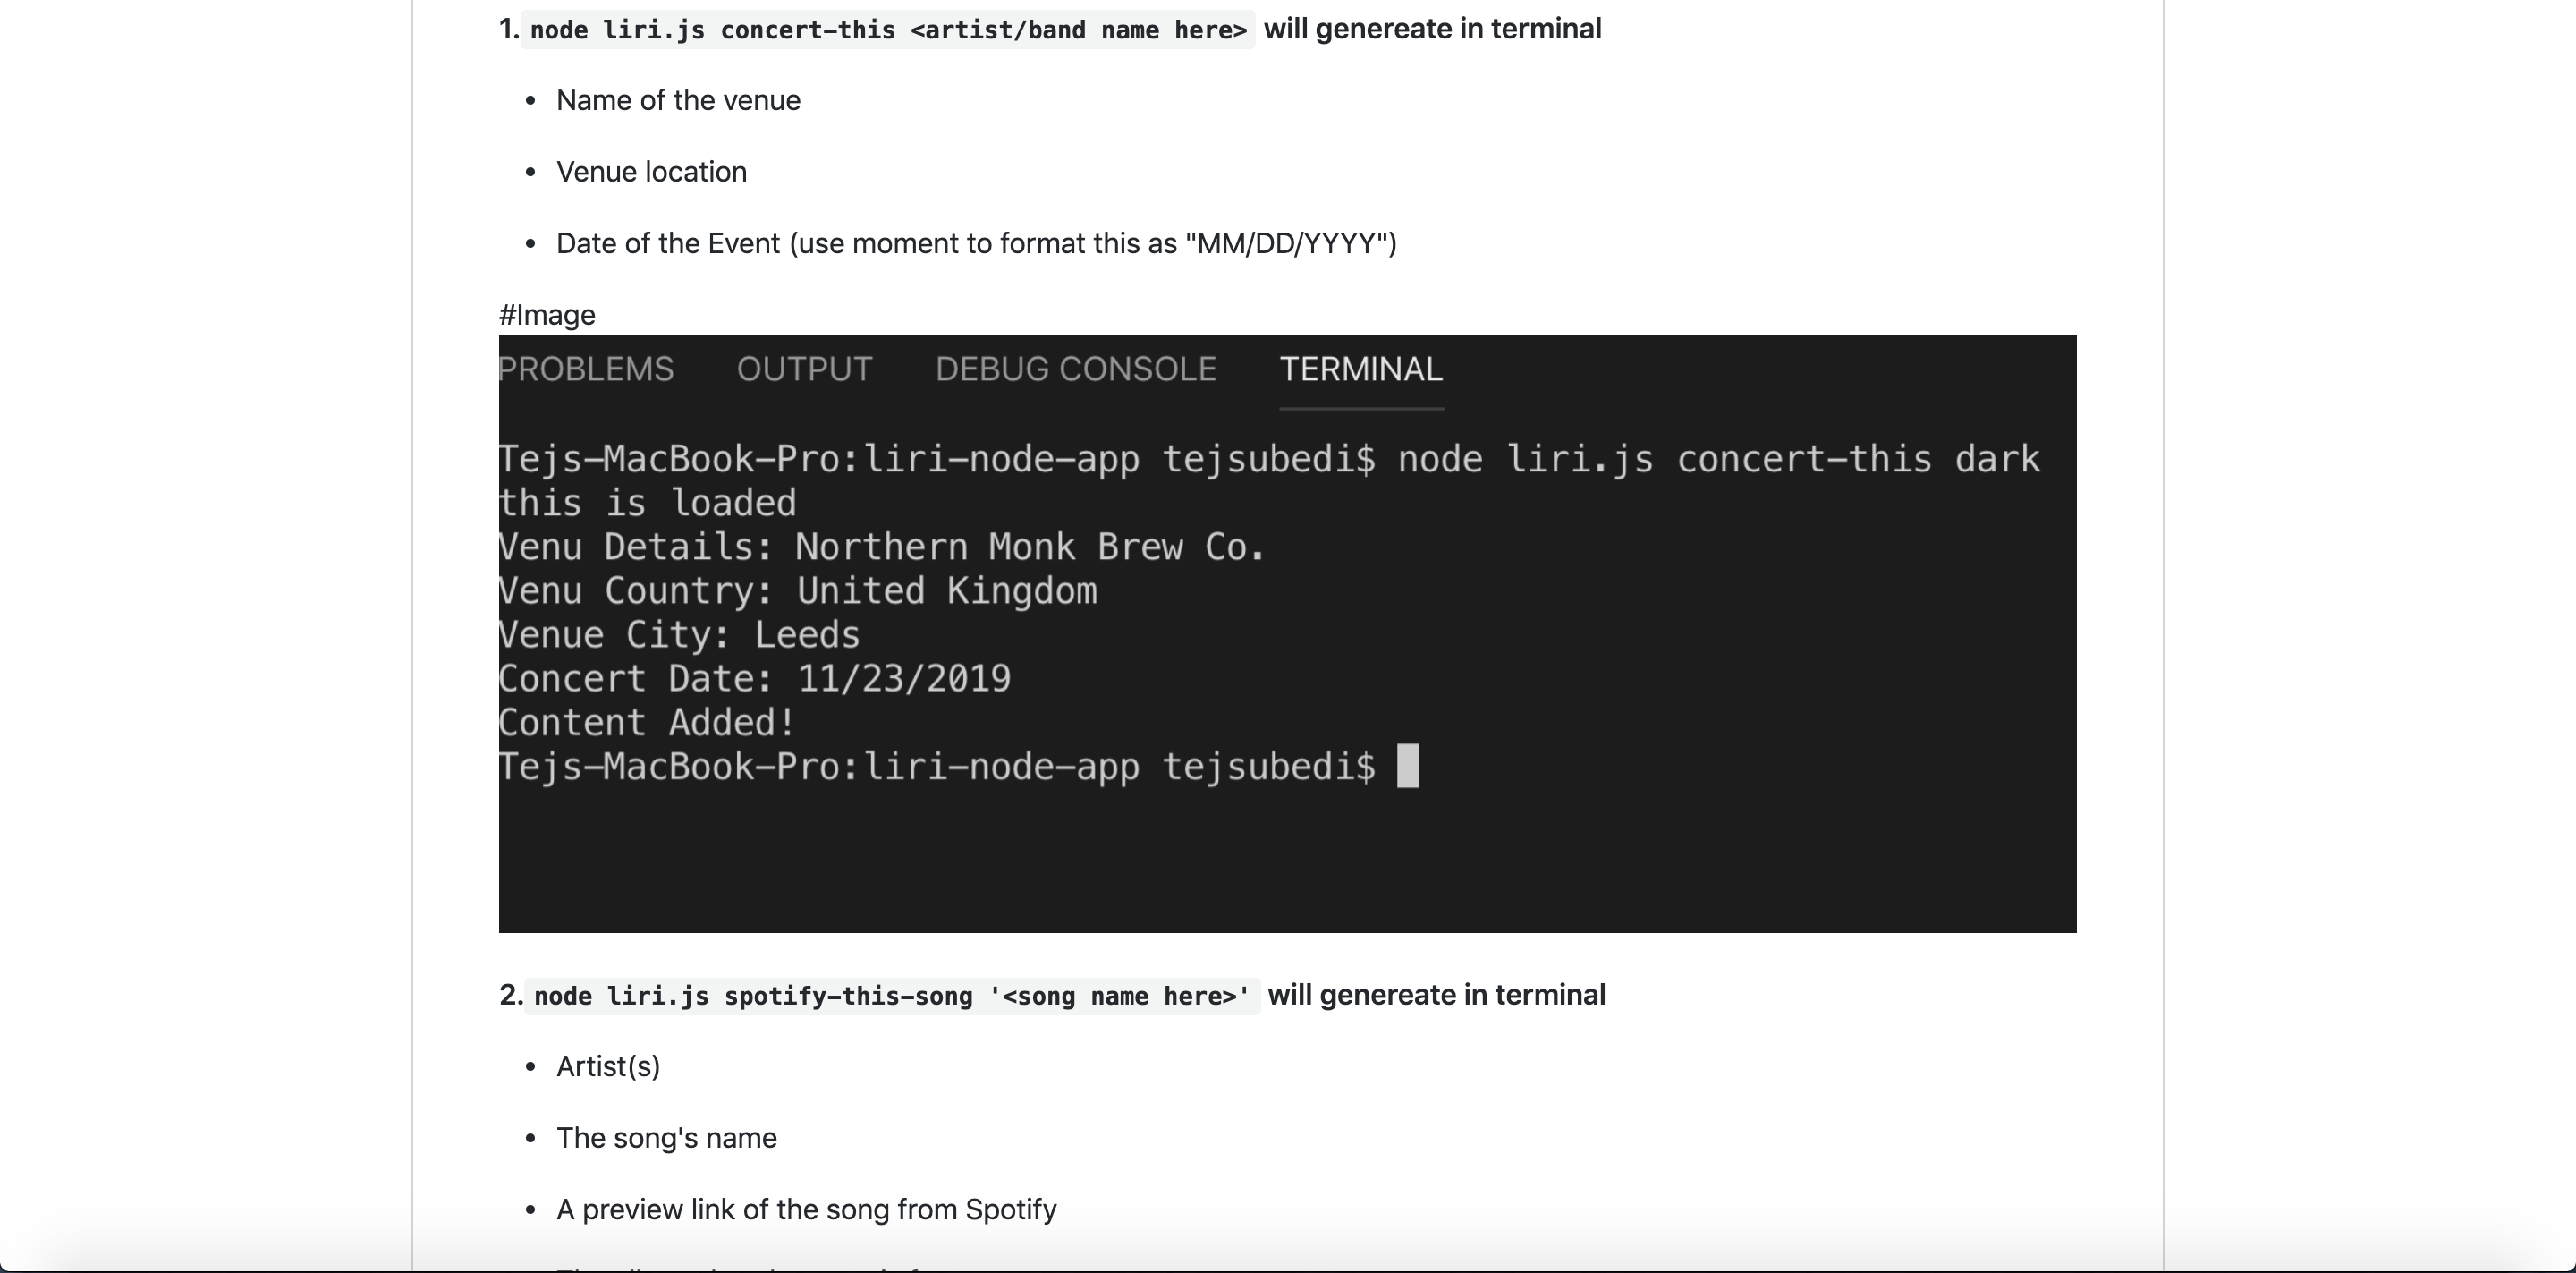 1. node liri.js concert-this <artist/band name here> will genereate in terminal
• Name of the venue
• Venue location
• Date of the Event (use moment to format this as "MM/DD/YYYY")
#Image
PROBLEMS OUTPUT DEBUG CONSOLE TERMINAL
Tejs-MacBook-Pro:liri-node-app tejsubedi$ node liri.js concert-this dark
this is loaded
Venu Details: Northern Monk Brew Co.
Venu Country: United Kingdom
Venue City: Leeds
Concert Date: 11/23/2019
Content Added!
Tejs-MacBook-Pro:liri-node-app tejsubedi$
2. node liri.js spotify-this-song '<song name here>' will genereate in terminal
• Artist(s)
• The song's name
• A preview link of the song from Spotify